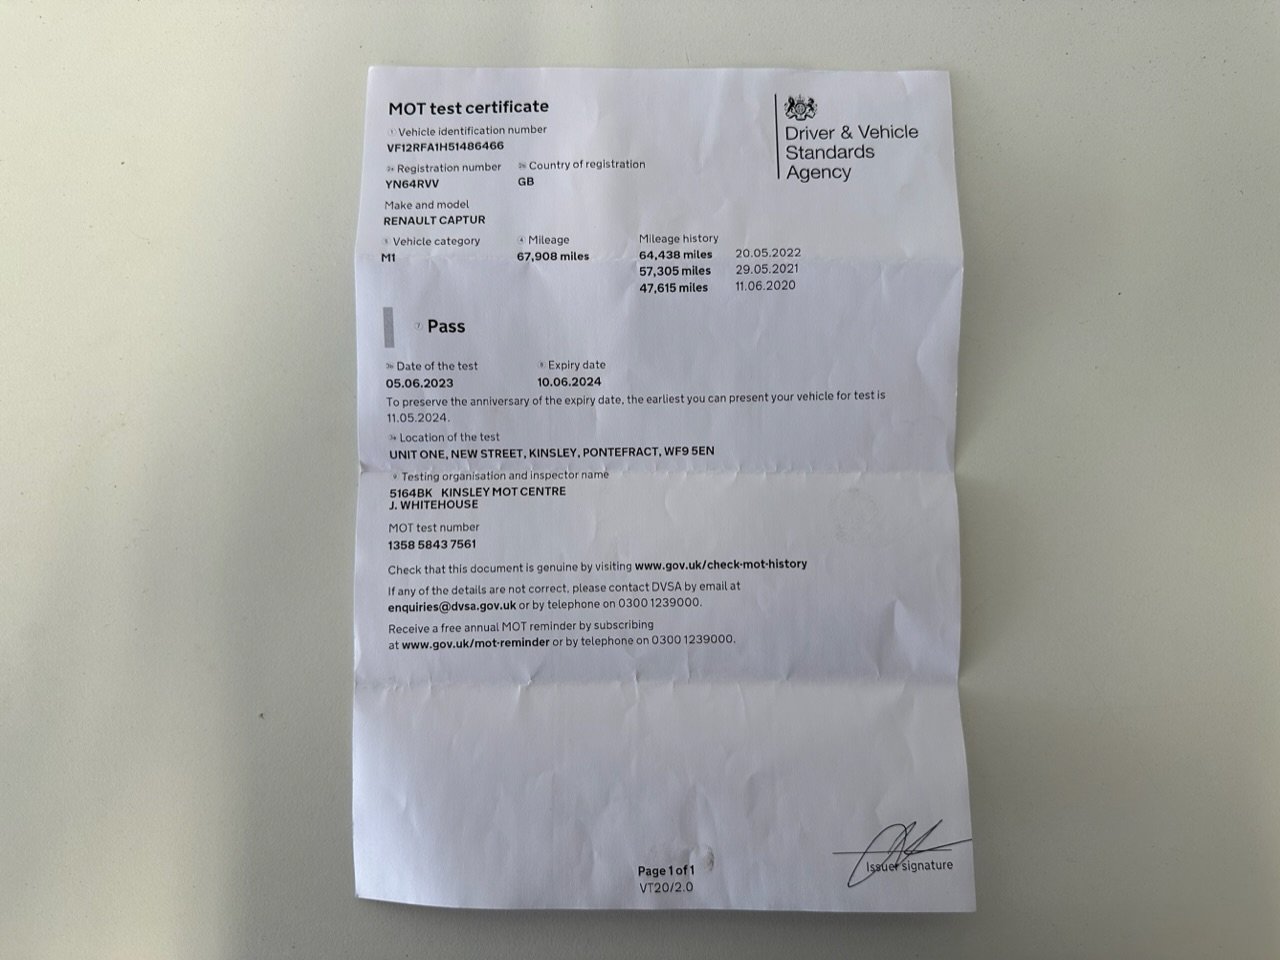 MOT test certificate
Driver & Vehicle
Standards
Agency
Vehicle identification number
VF12RFA1H51486466
Registration number Country of registration
YN64RVV GB
Make and model
RENAULT CAPTUR
Vehicle category Mileage Mileage history
M1 67,908 miles 64,438 miles 20.05.2022
57,305 miles 29.05.2021
47,615 miles 11.06.2020
Pass
Date of the test Expiry date
05.06.2023 10.06.2024
To preserve the anniversary of the expiry date, the earliest you can present your vehicle for test is
11.05.2024.
Location of the test
UNIT ONE, NEW STREET, KINSLEY, PONTEFRACT, WF9 5EN
Testing organisation and inspector name
5164BK KINSLEY MOT CENTRE
J. WHITEHOUSE
MOT test number
1358 5843 7561
Check that this document is genuine by visiting www.gov.uk/check-mot-history
If any of the details are not correct, please contact DVSA by email at
enquiries@dvsa.gov.uk or by telephone on 0300 1239000.
Receive a free annual MOT reminder by subscribing
at www.gov.uk/mot-reminder or by telephone on 0300 1239000.
Issuer signature
Page 1 of 1
VT20/2.0